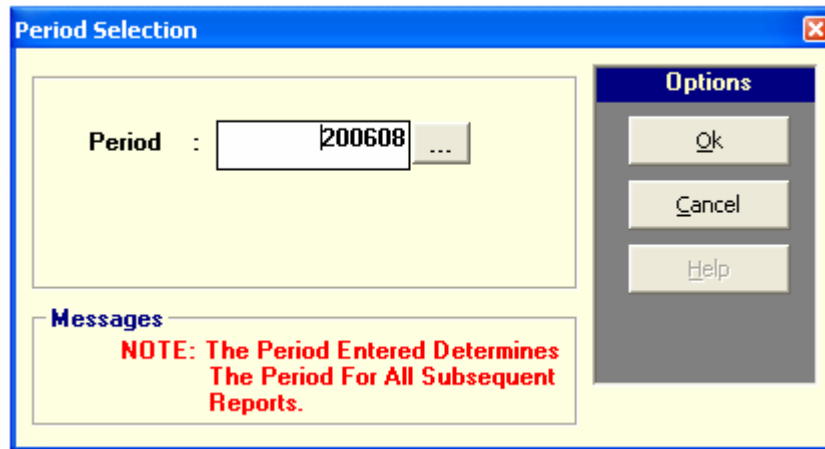 Period Selection
Period : 200608 ...
Options
Ok
Cancel
Help
Messages
NOTE: The Period Entered Determines
The Period For All Subsequent
Reports.